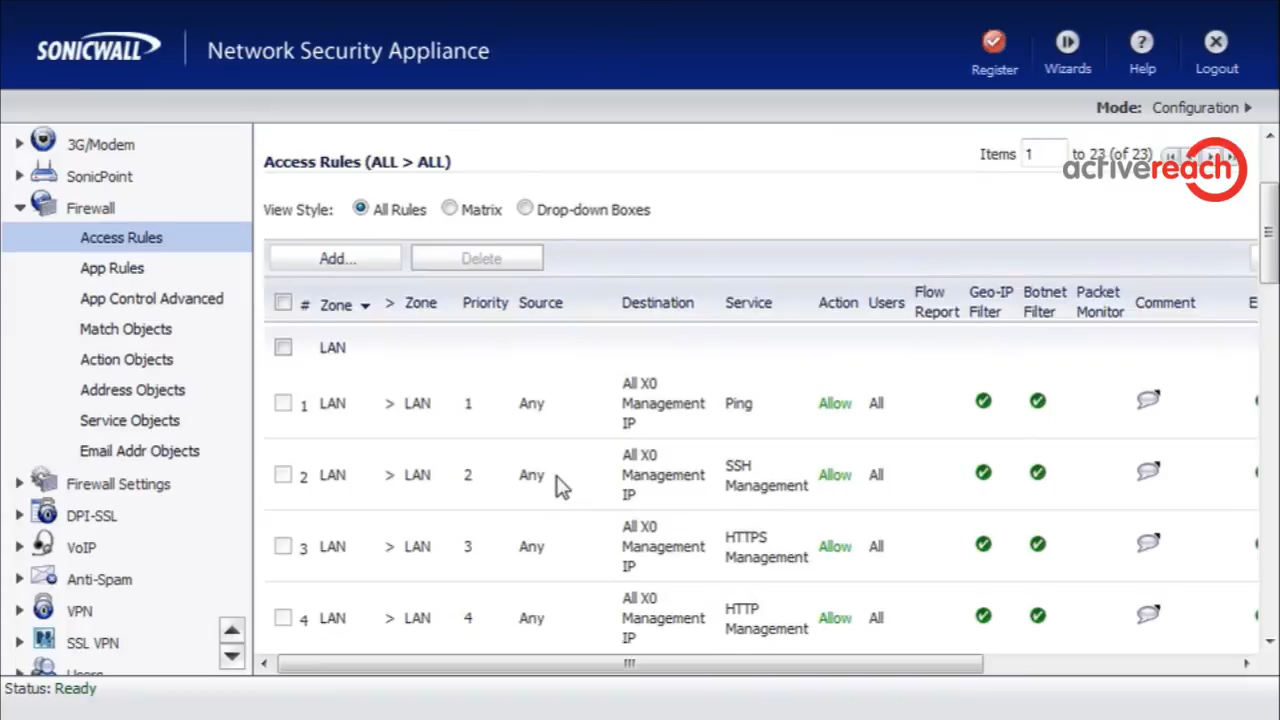 SONICWALL Network Security Appliance
Register Wizards Help Logout
Mode: Configuration
3G/Modem
SonicPoint
Firewall
Access Rules
App Rules
App Control Advanced
Match Objects
Action Objects
Address Objects
Service Objects
Email Addr Objects
Firewall Settings
DPI-SSL
VoIP
Anti-Spam
VPN
SSL VPN
Users
Access Rules (ALL > ALL)
Items 1 to 23 (of 23)
activereach
View Style: All Rules Matrix Drop-down Boxes
Add... Delete
# Zone > Zone Priority Source Destination Service Action Users Flow Report Geo-IP Filter Botnet Filter Packet Monitor Comment E
LAN
1 LAN > LAN 1 Any All X0 Management IP Ping Allow All
2 LAN > LAN 2 Any All X0 Management IP SSH Management Allow All
3 LAN > LAN 3 Any All X0 Management IP HTTPS Management Allow All
4 LAN > LAN 4 Any All X0 Management IP HTTP Management Allow All
Status: Ready